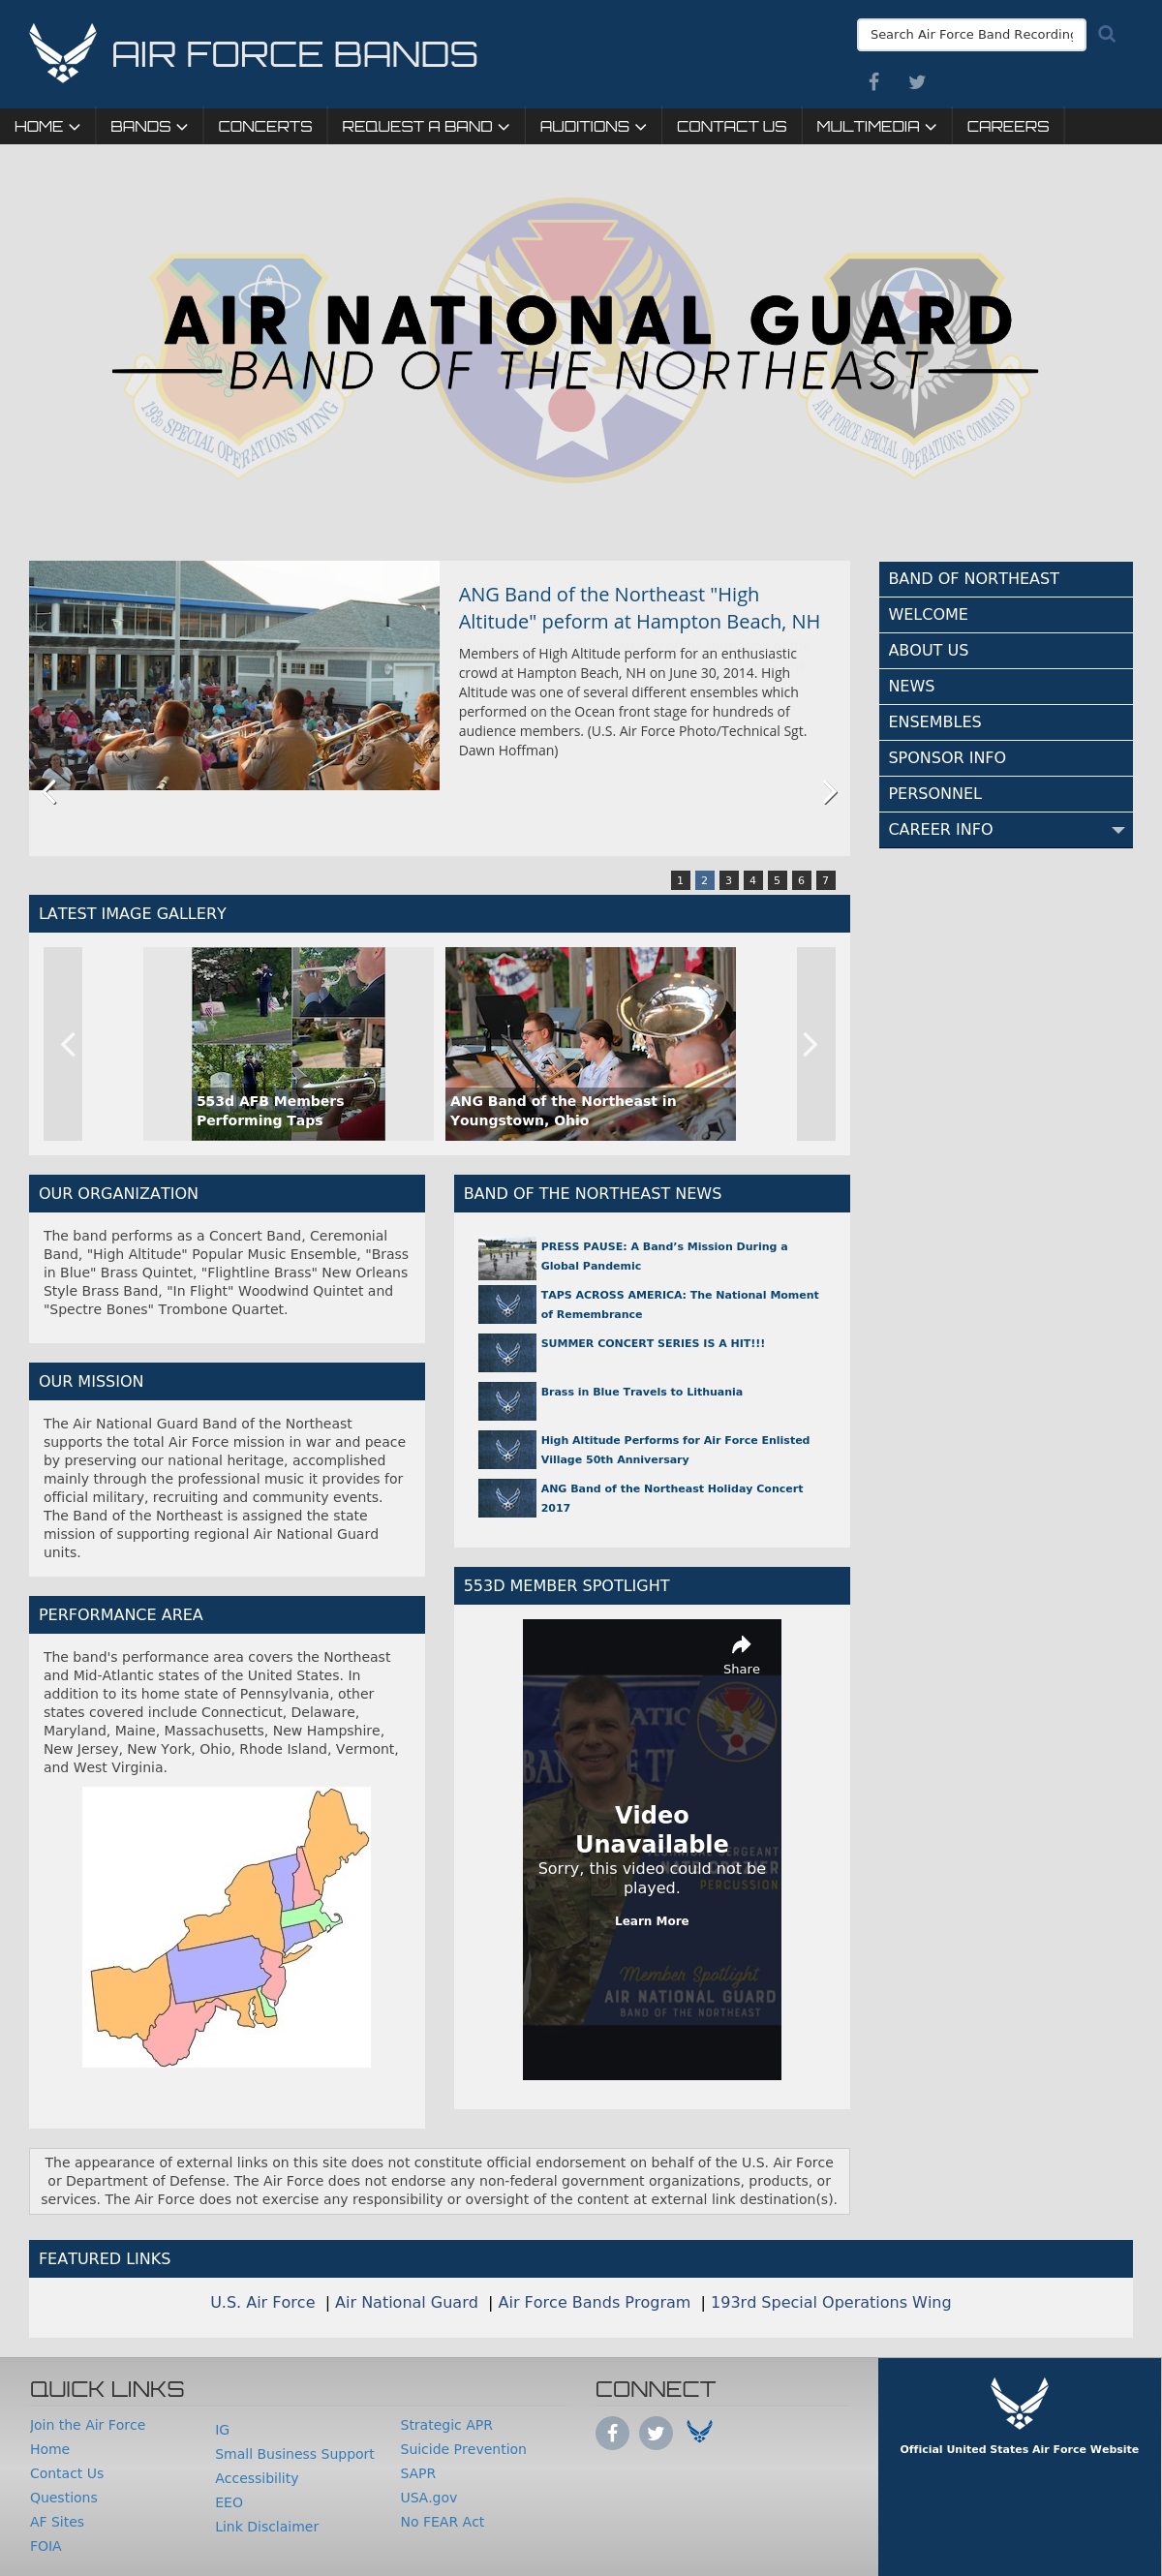 AIR FORCE BANDS
Search Air Force Band Recording
HOME
BANDS
CONCERTS
REQUEST A BAND
AUDITIONS
CONTACT US
MULTIMEDIA
CAREERS
AIR NATIONAL GUARD
BAND OF THE NORTHEAST
193D SPECIAL OPERATIONS WING
AIR FORCE SPECIAL OPERATIONS COMMAND
ANG Band of the Northeast "High
Altitude" peform at Hampton Beach, NH
Members of High Altitude perform for an enthusiastic
crowd at Hampton Beach, NH on June 30, 2014. High
Altitude was one of several different ensembles which
performed on the Ocean front stage for hundreds of
audience members. (U.S. Air Force Photo/Technical Sgt.
Dawn Hoffman)
1 2 3 4 5 6 7
BAND OF NORTHEAST
WELCOME
ABOUT US
NEWS
ENSEMBLES
SPONSOR INFO
PERSONNEL
CAREER INFO
LATEST IMAGE GALLERY
553d AFB Members
Performing Taps
ANG Band of the Northeast in
Youngstown, Ohio
OUR ORGANIZATION
The band performs as a Concert Band, Ceremonial
Band, "High Altitude" Popular Music Ensemble, "Brass
in Blue" Brass Quintet, "Flightline Brass" New Orleans
Style Brass Band, "In Flight" Woodwind Quintet and
"Spectre Bones" Trombone Quartet.
OUR MISSION
The Air National Guard Band of the Northeast
supports the total Air Force mission in war and peace
by preserving our national heritage, accomplished
mainly through the professional music it provides for
official military, recruiting and community events.
The Band of the Northeast is assigned the state
mission of supporting regional Air National Guard
units.
PERFORMANCE AREA
The band's performance area covers the Northeast
and Mid-Atlantic states of the United States. In
addition to its home state of Pennsylvania, other
states covered include Connecticut, Delaware,
Maryland, Maine, Massachusetts, New Hampshire,
New Jersey, New York, Ohio, Rhode Island, Vermont,
and West Virginia.
BAND OF THE NORTHEAST NEWS
PRESS PAUSE: A Band’s Mission During a
Global Pandemic
TAPS ACROSS AMERICA: The National Moment
of Remembrance
SUMMER CONCERT SERIES IS A HIT!!!
Brass in Blue Travels to Lithuania
High Altitude Performs for Air Force Enlisted
Village 50th Anniversary
ANG Band of the Northeast Holiday Concert
2017
553D MEMBER SPOTLIGHT
Share
Video
Unavailable
Sorry, this video could not be
played.
PERCUSSION
Learn More
Member Spotlight
AIR NATIONAL GUARD
BAND OF THE NORTHEAST
The appearance of external links on this site does not constitute official endorsement on behalf of the U.S. Air Force
or Department of Defense. The Air Force does not endorse any non-federal government organizations, products, or
services. The Air Force does not exercise any responsibility or oversight of the content at external link destination(s).
FEATURED LINKS
U.S. Air Force | Air National Guard | Air Force Bands Program | 193rd Special Operations Wing
QUICK LINKS
Join the Air Force
Home
Contact Us
Questions
AF Sites
FOIA
IG
Small Business Support
Accessibility
EEO
Link Disclaimer
Strategic APR
Suicide Prevention
SAPR
USA.gov
No FEAR Act
CONNECT
Official United States Air Force Website